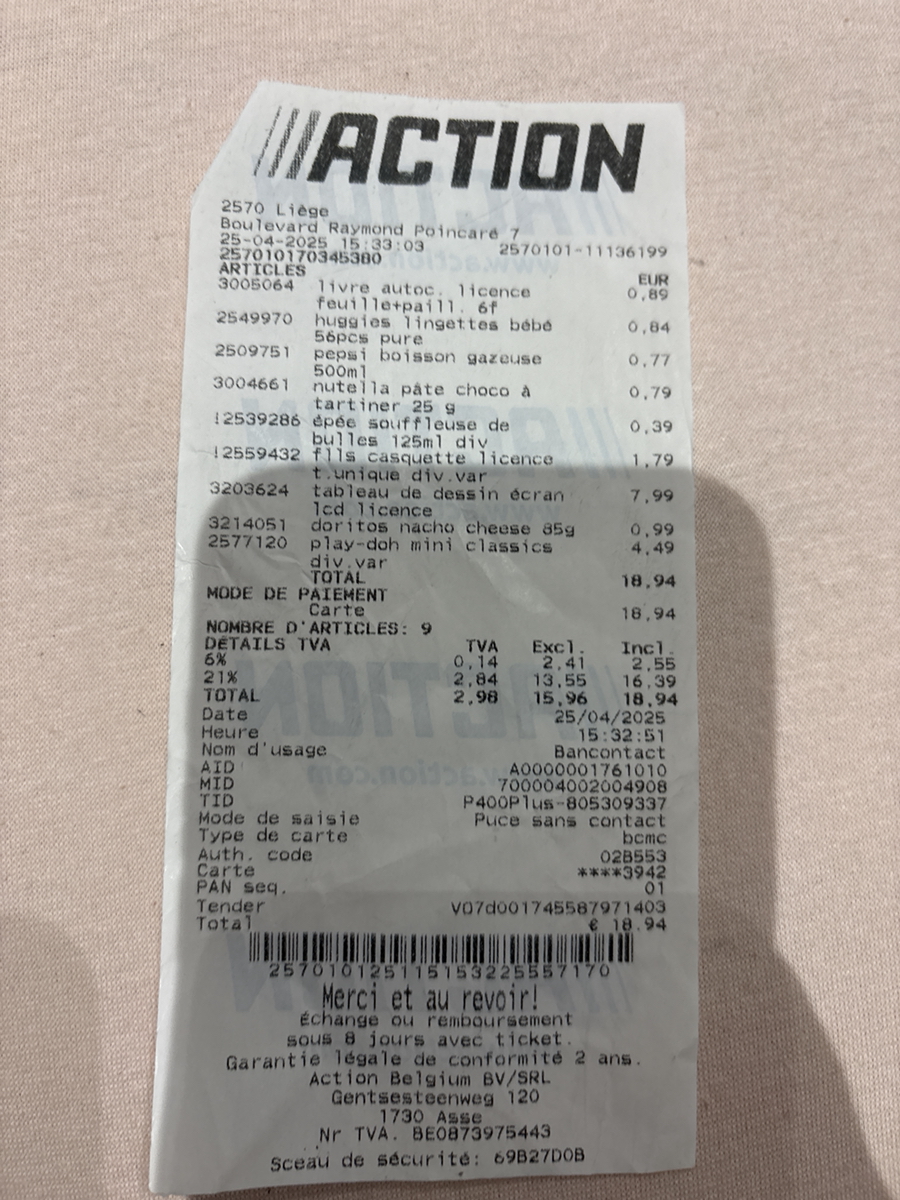 ///ACTION
2570 Liège
Boulevard Raymond Poincaré 7
25-04-2025 15:33:03 2570101-11136199
257010170345380
ARTICLES EUR
3005064 livre autoc. licence 0,89
feuille+paill. 6f
2549970 huggies lingettes bébé 0,84
56pcs pure
2509751 pepsi boisson gazeuse 0,77
500ml
3004661 nutella pâte choco à 0,79
tartiner 25 g
!2539286 épée souffleuse de 0,39
bulles 125ml div
!2559432 flls casquette licence 1,79
t.unique div.var
3203624 tableau de dessin écran 7,99
lcd licence
3214051 doritos nacho cheese 85g 0,99
2577120 play-doh mini classics 4,49
div.var
TOTAL 18,94
MODE DE PAIEMENT
Carte 18,94
NOMBRE D'ARTICLES: 9
DÉTAILS TVA TVA Excl. Incl.
6% 0,14 2,41 2,55
21% 2,84 13,55 16,39
TOTAL 2,98 15,96 18,94
Date 25/04/2025
Heure 15:32:51
Nom d'usage Bancontact
AID A0000001761010
MID 700004002004908
TID P400Plus-805309337
Mode de saisie Puce sans contact
Type de carte bcmc
Auth. code 02B553
Carte ****3942
PAN seq. 01
Tender V07d001745587971403
Total € 18.94
257010125115153225557170
Merci et au revoir!
Échange ou remboursement
sous 8 jours avec ticket.
Garantie légale de conformité 2 ans.
Action Belgium BV/SRL
Gentsesteenweg 120
1730 Asse
Nr TVA. BE0873975443
Sceau de sécurité: 69B27D0B